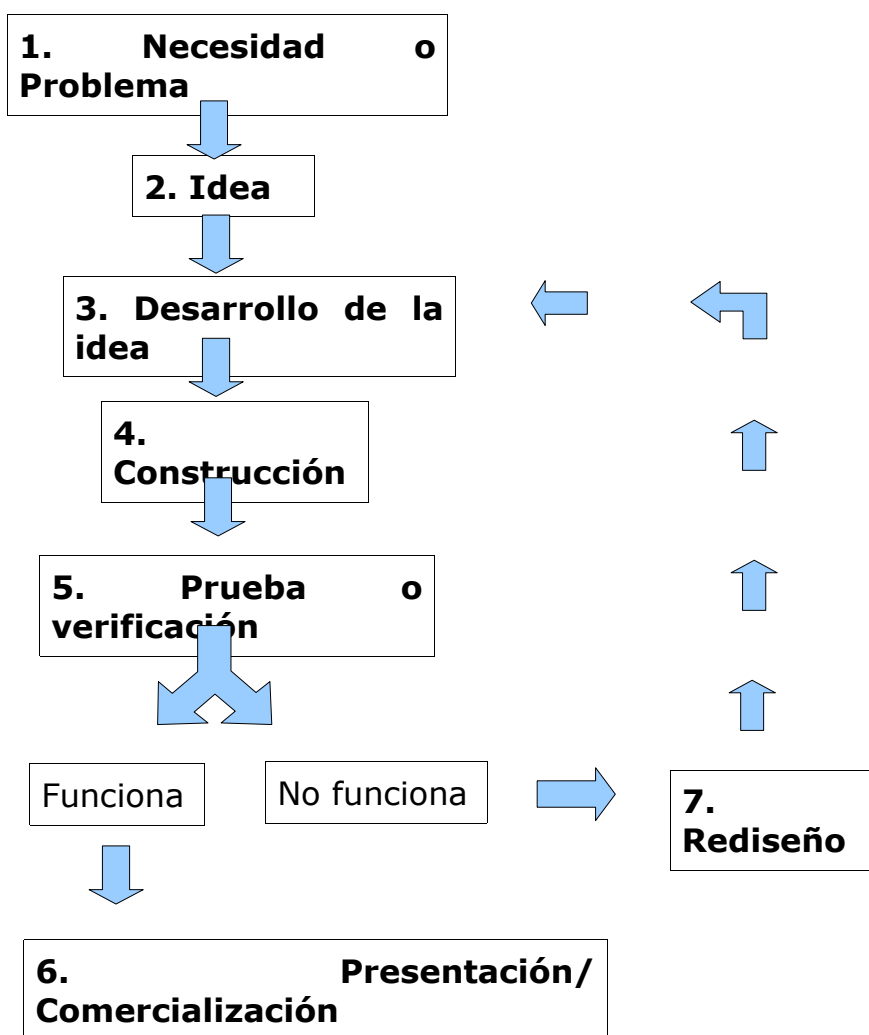 1. Necesidad o
Problema
2. Idea
3. Desarrollo de la
idea
4.
Construcción
5. Prueba o
verificación
Funciona
No funciona
7.
Rediseño
6. Presentación/
Comercialización